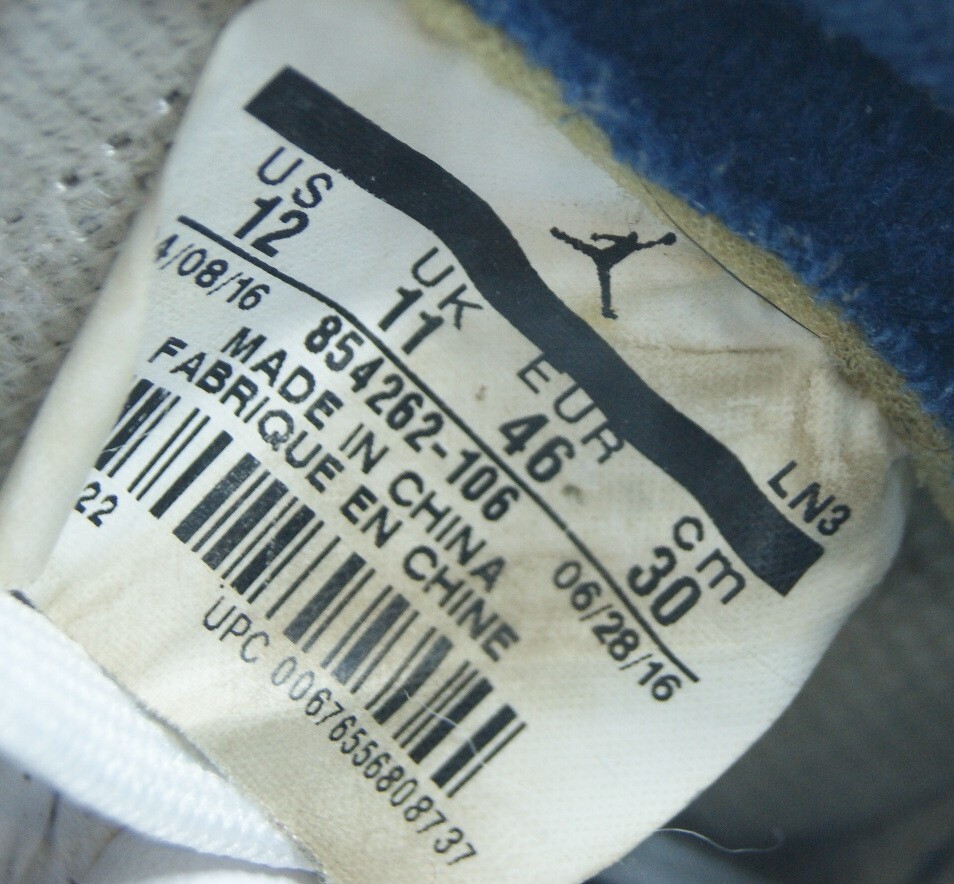 LN3
US UK EUR cm
12 11 46 30
4/08/16 854262-106 06/28/16
MADE IN CHINA
FABRIQUE EN CHINE
22
UPC 00676556808737